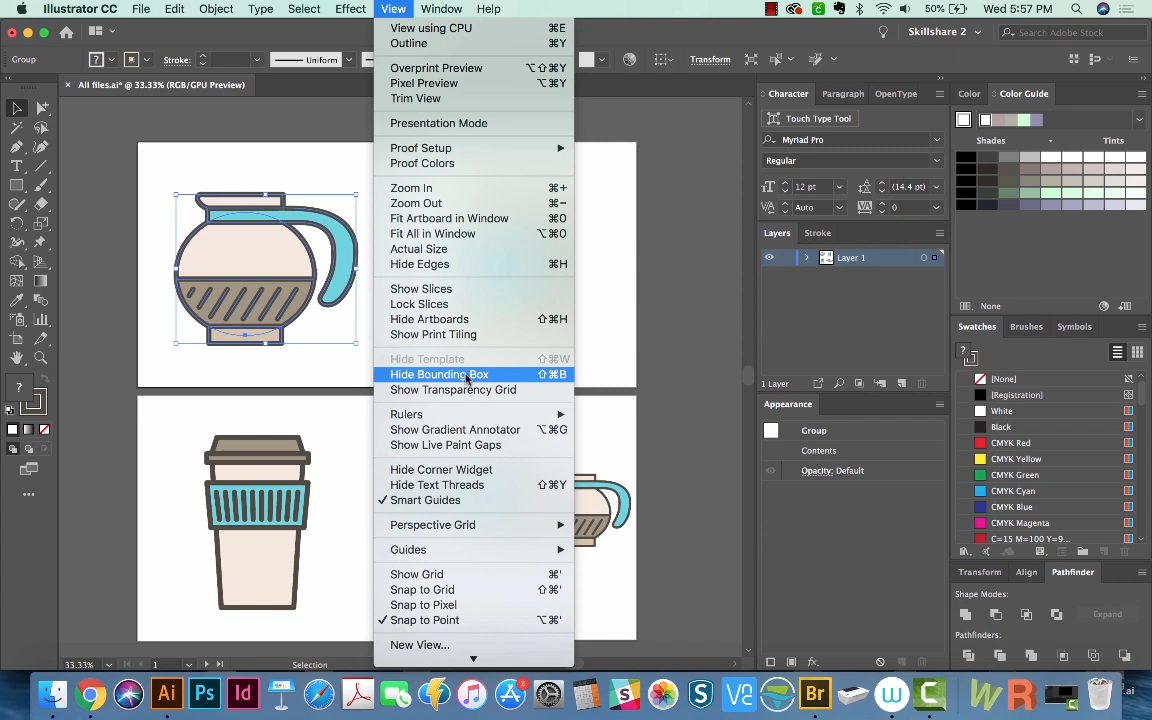 Illustrator CC File Edit Object Type Select Effect View Window Help 50% Wed 5:57 PM
Skillshare 2 Search Adobe Stock
Group ? Stroke: Uniform Transform
× All files.ai* @ 33.33% (RGB/GPU Preview)
View using CPU ⌘E
Outline ⌘Y
Overprint Preview ⌥⇧⌘Y
Pixel Preview ⌥⌘Y
Trim View
Presentation Mode
Proof Setup
Proof Colors
Zoom In ⌘+
Zoom Out ⌘−
Fit Artboard in Window ⌘0
Fit All in Window ⌥⌘0
Actual Size ⌘1
Hide Edges ⌘H
Show Slices
Lock Slices
Hide Artboards ⇧⌘H
Show Print Tiling
Hide Template ⇧⌘W
Hide Bounding Box ⇧⌘B
Show Transparency Grid
Rulers
Show Gradient Annotator ⌥⌘G
Show Live Paint Gaps
Hide Corner Widget
Hide Text Threads ⇧⌘Y
✓ Smart Guides ⌘U
Perspective Grid
Guides
Show Grid ⌘'
Snap to Grid ⇧⌘'
Snap to Pixel
✓ Snap to Point ⌥⌘'
New View...
Character Paragraph OpenType
Touch Type Tool
Myriad Pro
Regular
12 pt (14.4 pt)
Auto 0
Layers Stroke
Layer 1
1 Layer
Appearance
Group
Contents
Opacity: Default
Color Color Guide
Shades Tints
None
Swatches Brushes Symbols
?
[None]
[Registration]
White
Black
CMYK Red
CMYK Yellow
CMYK Green
CMYK Cyan
CMYK Blue
CMYK Magenta
C=15 M=100 Y=9...
Transform Align Pathfinder
Shape Modes:
Expand
Pathfinders:
?
33.33% 1 Selection
Ai Ps Id 3 S S VE Br W C W R .ai